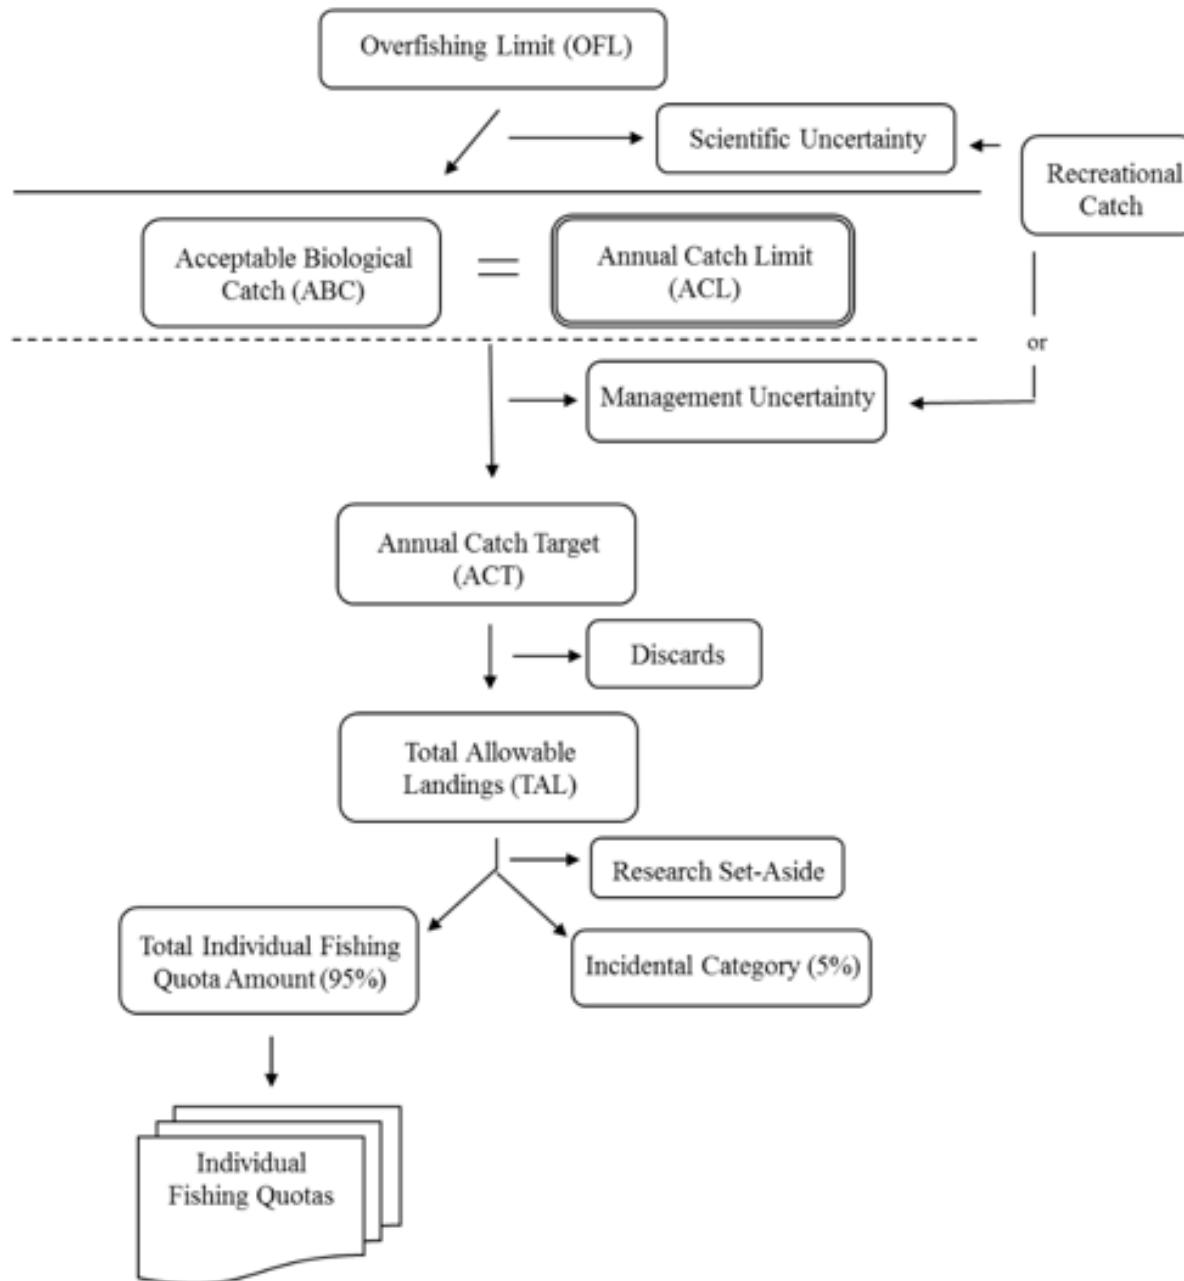 Overfishing Limit (OFL)
Scientific Uncertainty
Recreational
Catch
Acceptable Biological
Catch (ABC)
Annual Catch Limit
(ACL)
or
Management Uncertainty
Annual Catch Target
(ACT)
Discards
Total Allowable
Landings (TAL)
Research Set-Aside
Total Individual Fishing
Quota Amount (95%)
Incidental Category (5%)
Individual
Fishing Quotas